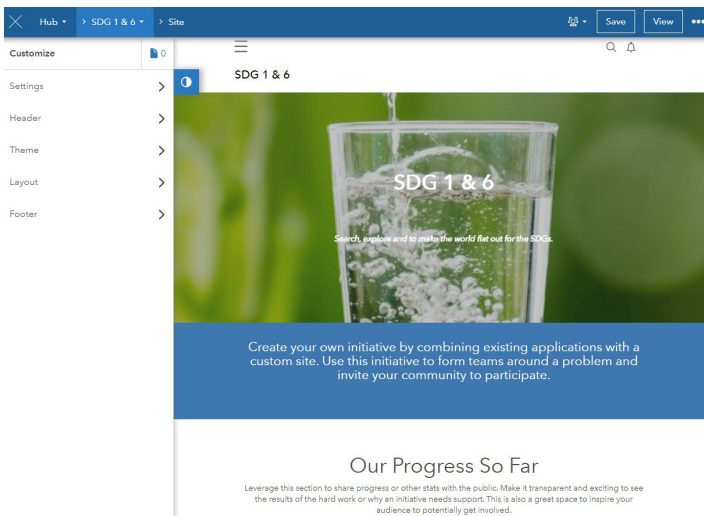 Hub > SDG 1 & 6 > Site Save View
Customize 0
Settings
Header
Theme
Layout
Footer
SDG 1 & 6
SDG 1 & 6
Search, explore and to make the world flat out for the SDGs.
Create your own initiative by combining existing applications with a
custom site. Use this initiative to form teams around a problem and
invite your community to participate.
Our Progress So Far
Leverage this section to share progress or other stats with the public. Make it transparent and exciting to see
the results of the hard work or why an initiative needs support. This is also a great space to inspire your
audience to potentially get involved.